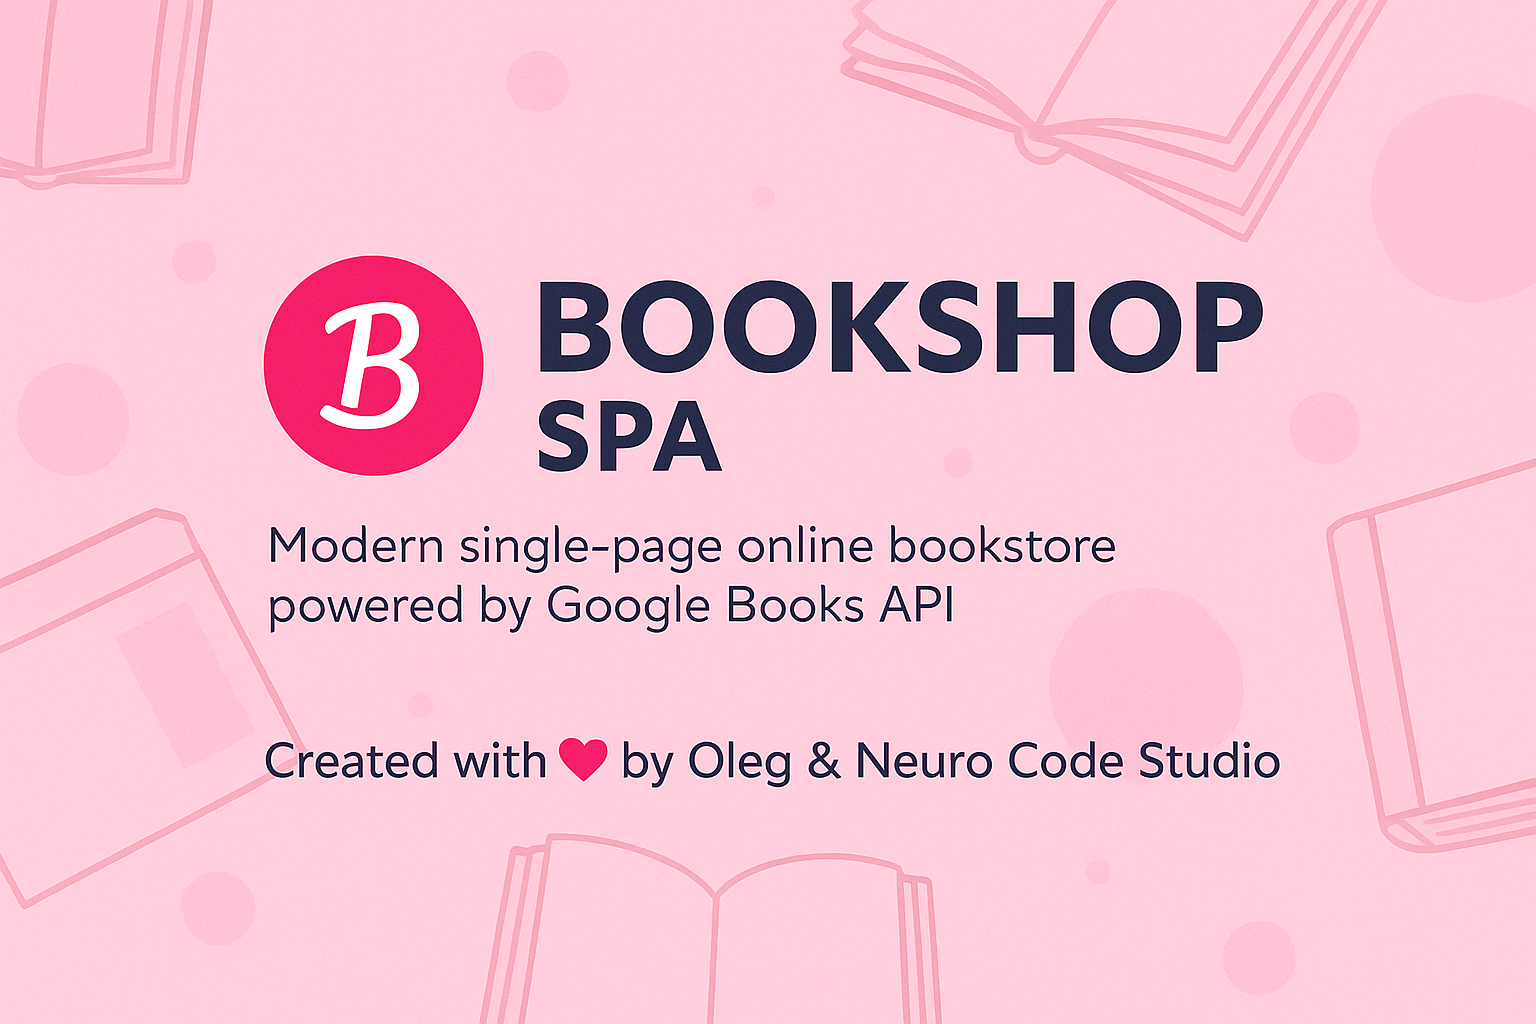 B
BOOKSHOP
SPA
Modern single-page online bookstore
powered by Google Books API
Created with ♥ by Oleg & Neuro Code Studio